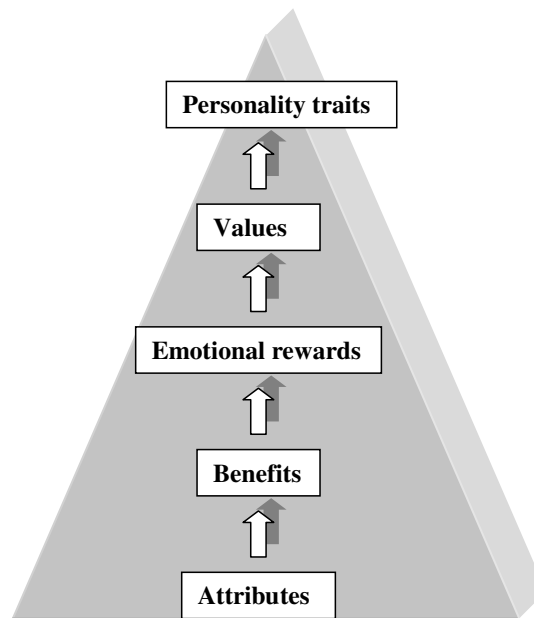 Personality traits
Values
Emotional rewards
Benefits
Attributes